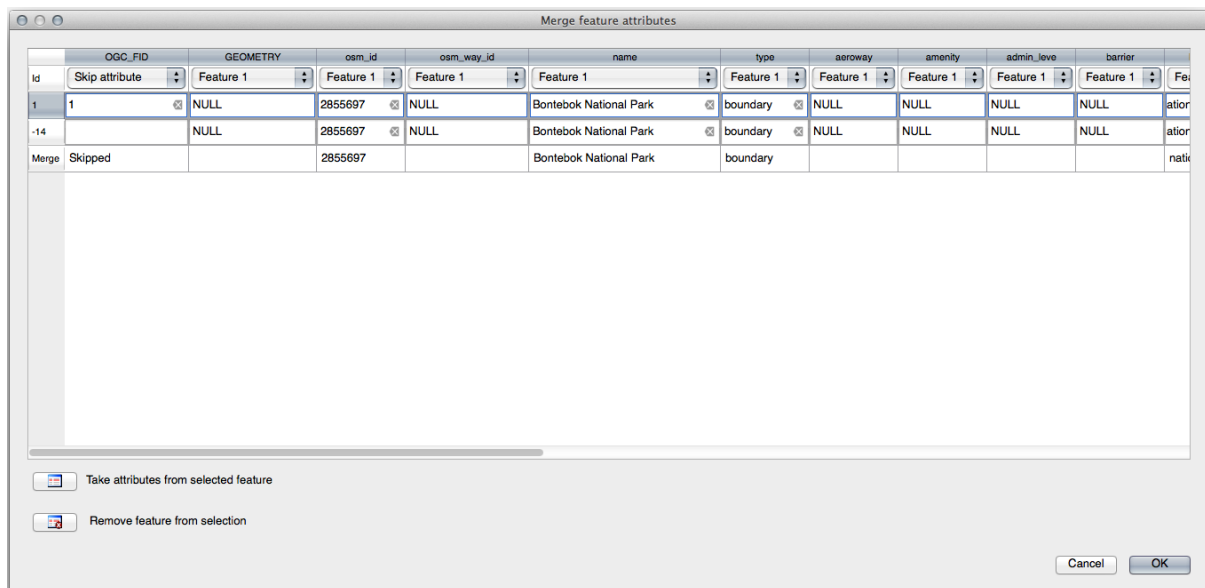 Merge feature attributes
OGC_FID GEOMETRY osm_id osm_way_id name type aeroway amenity admin_leve barrier
Id Skip attribute Feature 1 Feature 1 Feature 1 Feature 1 Feature 1 Feature 1 Feature 1 Feature 1 Feature 1 Fea
1 1 NULL 2855697 NULL Bontebok National Park boundary NULL NULL NULL NULL ation
-14 NULL 2855697 NULL Bontebok National Park boundary NULL NULL NULL NULL ation
Merge Skipped 2855697 Bontebok National Park boundary natio
Take attributes from selected feature
Remove feature from selection
Cancel OK